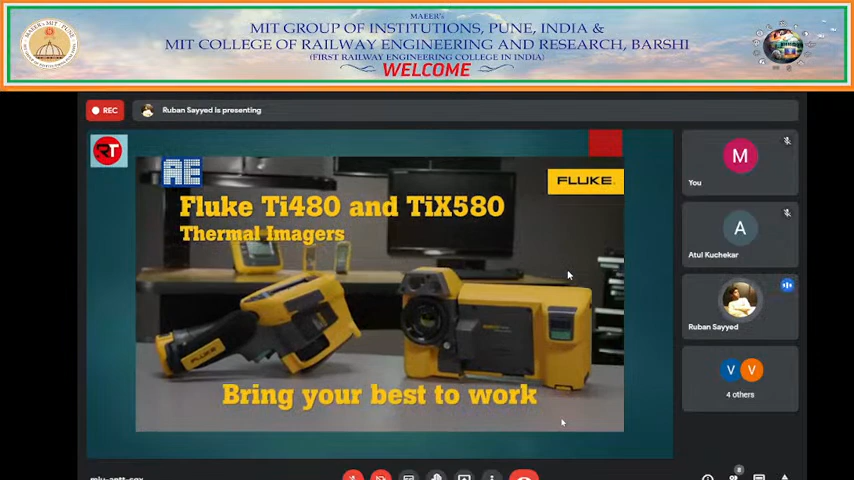 MAEER's
MIT GROUP OF INSTITUTIONS, PUNE, INDIA &
MIT COLLEGE OF RAILWAY ENGINEERING AND RESEARCH, BARSHI
(FIRST RAILWAY ENGINEERING COLLEGE IN INDIA)
WELCOME
REC
Ruban Sayyed is presenting
RT
AE
FLUKE
Fluke Ti480 and TiX580
Thermal Imagers
FLUKE
Bring your best to work
M
You
A
Atul Kuchekar
Ruban Sayyed
V V
4 others
8